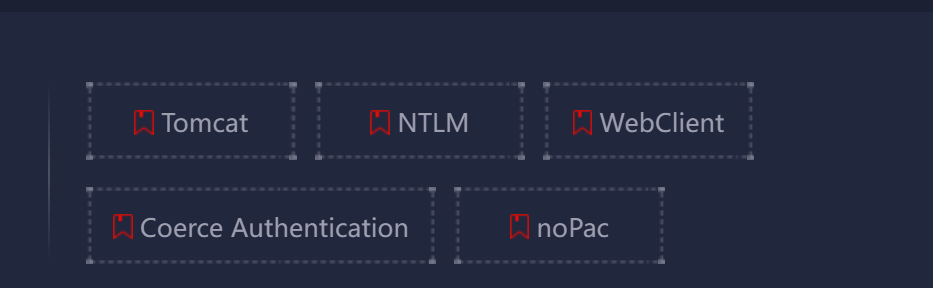 Tomcat
NTLM
WebClient
Coerce Authentication
noPac